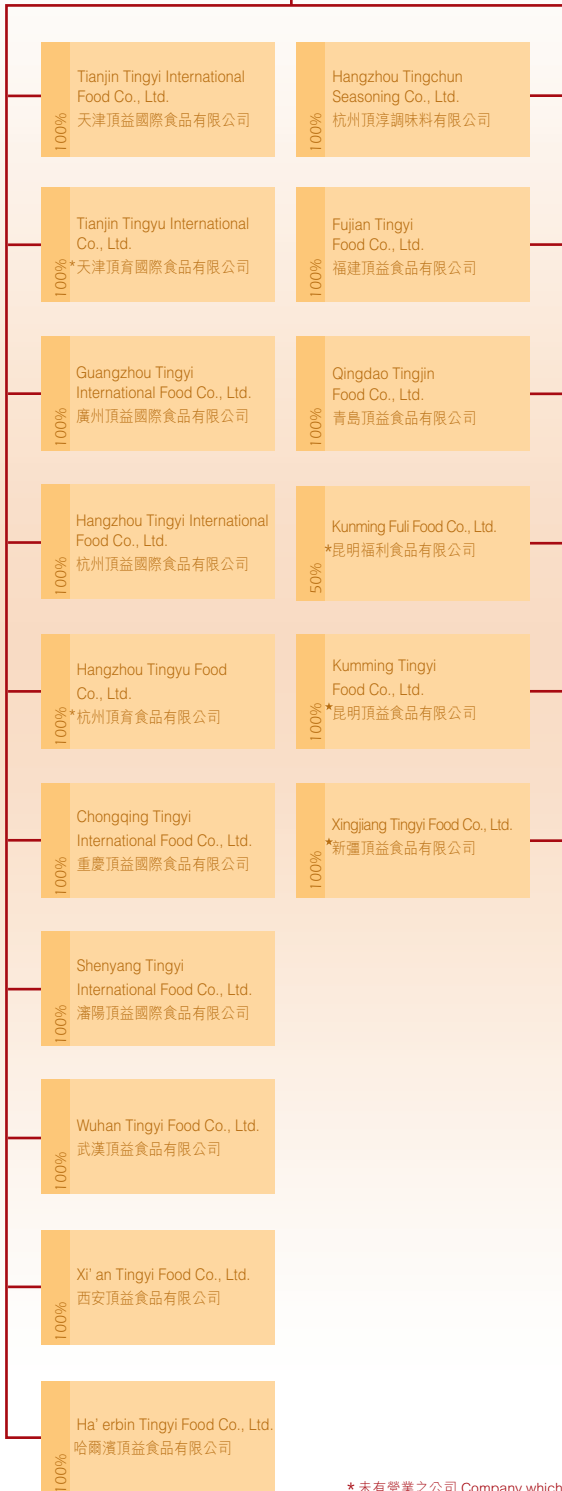 Tianjin Tingyi International
Food Co., Ltd.
天津頂益國際食品有限公司
100%
Tianjin Tingyu International
Co., Ltd.
*天津頂育國際食品有限公司
100%
Guangzhou Tingyi
International Food Co., Ltd.
廣州頂益國際食品有限公司
100%
Hangzhou Tingyi International
Food Co., Ltd.
杭州頂益國際食品有限公司
100%
Hangzhou Tingyu Food
Co., Ltd.
*杭州頂育食品有限公司
100%
Chongqing Tingyi
International Food Co., Ltd.
重慶頂益國際食品有限公司
100%
Shenyang Tingyi
International Food Co., Ltd.
瀋陽頂益國際食品有限公司
100%
Wuhan Tingyi Food Co., Ltd.
武漢頂益食品有限公司
100%
Xi' an Tingyi Food Co., Ltd.
西安頂益食品有限公司
100%
Ha' erbin Tingyi Food Co., Ltd.
哈爾濱頂益食品有限公司
100%
Hangzhou Tingchun
Seasoning Co., Ltd.
杭州頂淳調味料有限公司
100%
Fujian Tingyi
Food Co., Ltd.
福建頂益食品有限公司
100%
Qingdao Tingjin
Food Co., Ltd.
青島頂益食品有限公司
100%
Kunming Fuli Food Co., Ltd.
*昆明福利食品有限公司
50%
Kumming Tingyi
Food Co., Ltd.
★昆明頂益食品有限公司
100%
Xingjiang Tingyi Food Co., Ltd.
★新彊頂益食品有限公司
100%
* 未有營業之公司 Company which